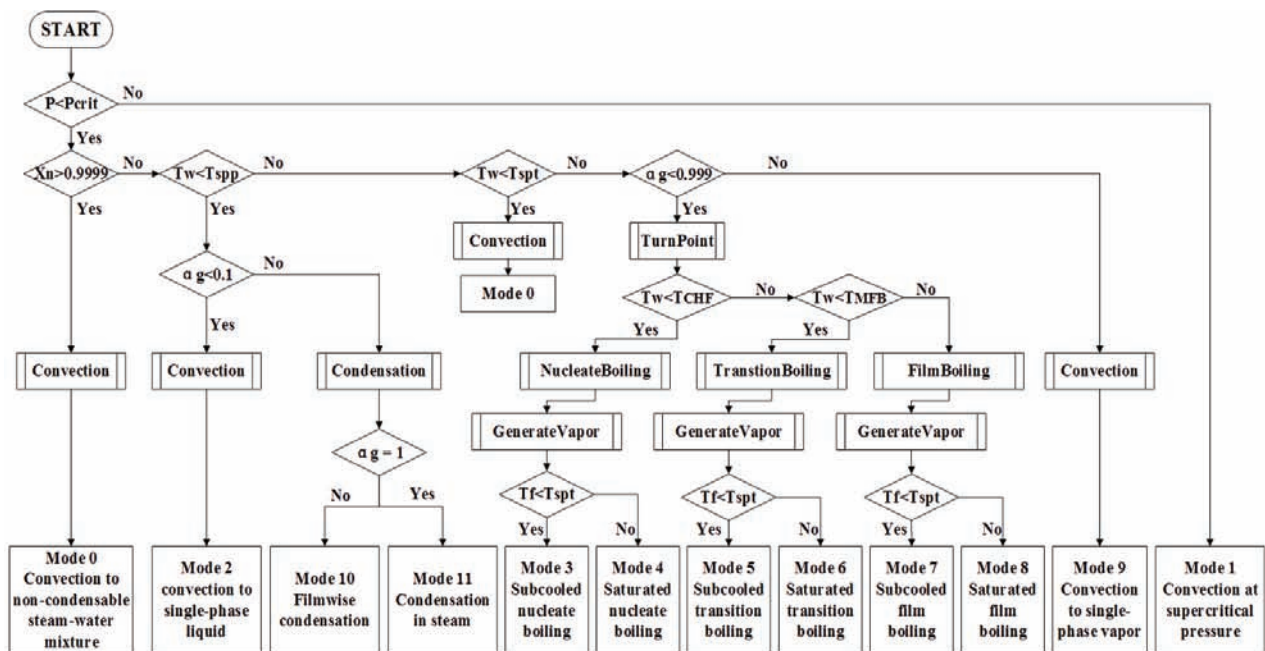 START
P<Pcrit
No
Yes
Xn>0.9999
No
Tw<Tspp
No
Tw<Tspt
No
α g<0.999
No
Yes
Yes
Yes
Yes
Convection
TurnPoint
α g<0.1
No
Mode 0
Tw<TCHF
No
Tw<TMFB
No
Yes
Yes
Yes
Convection
Convection
Condensation
NucleateBoiling
TranstionBoiling
FilmBoiling
Convection
GenerateVapor
GenerateVapor
GenerateVapor
α g = 1
No
Yes
Tf<Tspt
Tf<Tspt
Tf<Tspt
Yes
No
Yes
No
Yes
No
Mode 0
Convection to
non-condensable
steam-water
mixture
Mode 2
convection to
single-phase
liquid
Mode 10
Filmwise
condensation
Mode 11
Condensation
in steam
Mode 3
Subcooled
nucleate
boiling
Mode 4
Saturated
nucleate
boiling
Mode 5
Subcooled
transition
boiling
Mode 6
Saturated
transition
boiling
Mode 7
Subcooled
film
boiling
Mode 8
Saturated
film
boiling
Mode 9
Convection
to single-
phase vapor
Mode 1
Convection at
supercritical
pressure